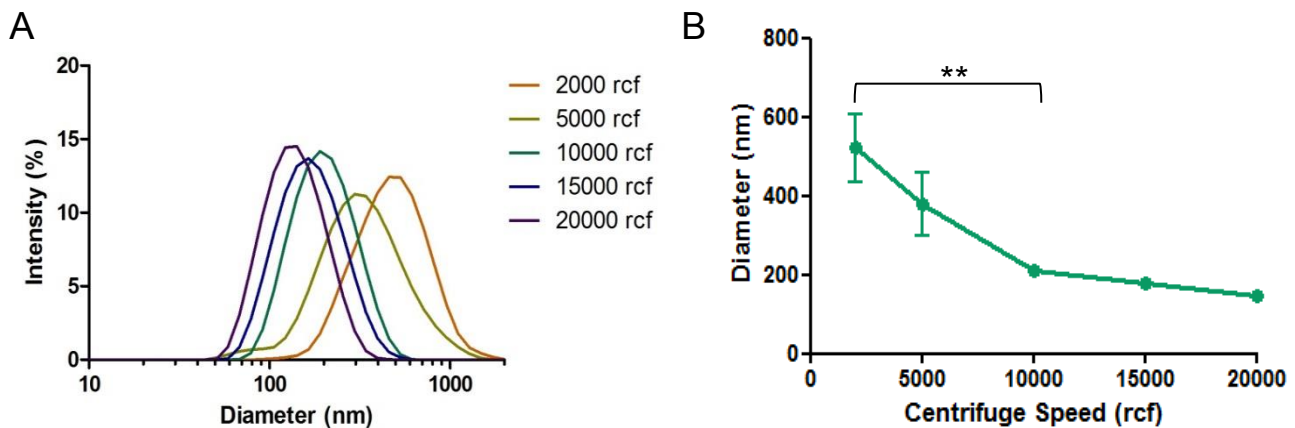 A
20
15
10
5
0
Intensity (%)
10
100
1000
Diameter (nm)
2000 rcf
5000 rcf
10000 rcf
15000 rcf
20000 rcf
B
800
600
400
200
0
Diameter (nm)
**
0
5000
10000
15000
20000
Centrifuge Speed (rcf)